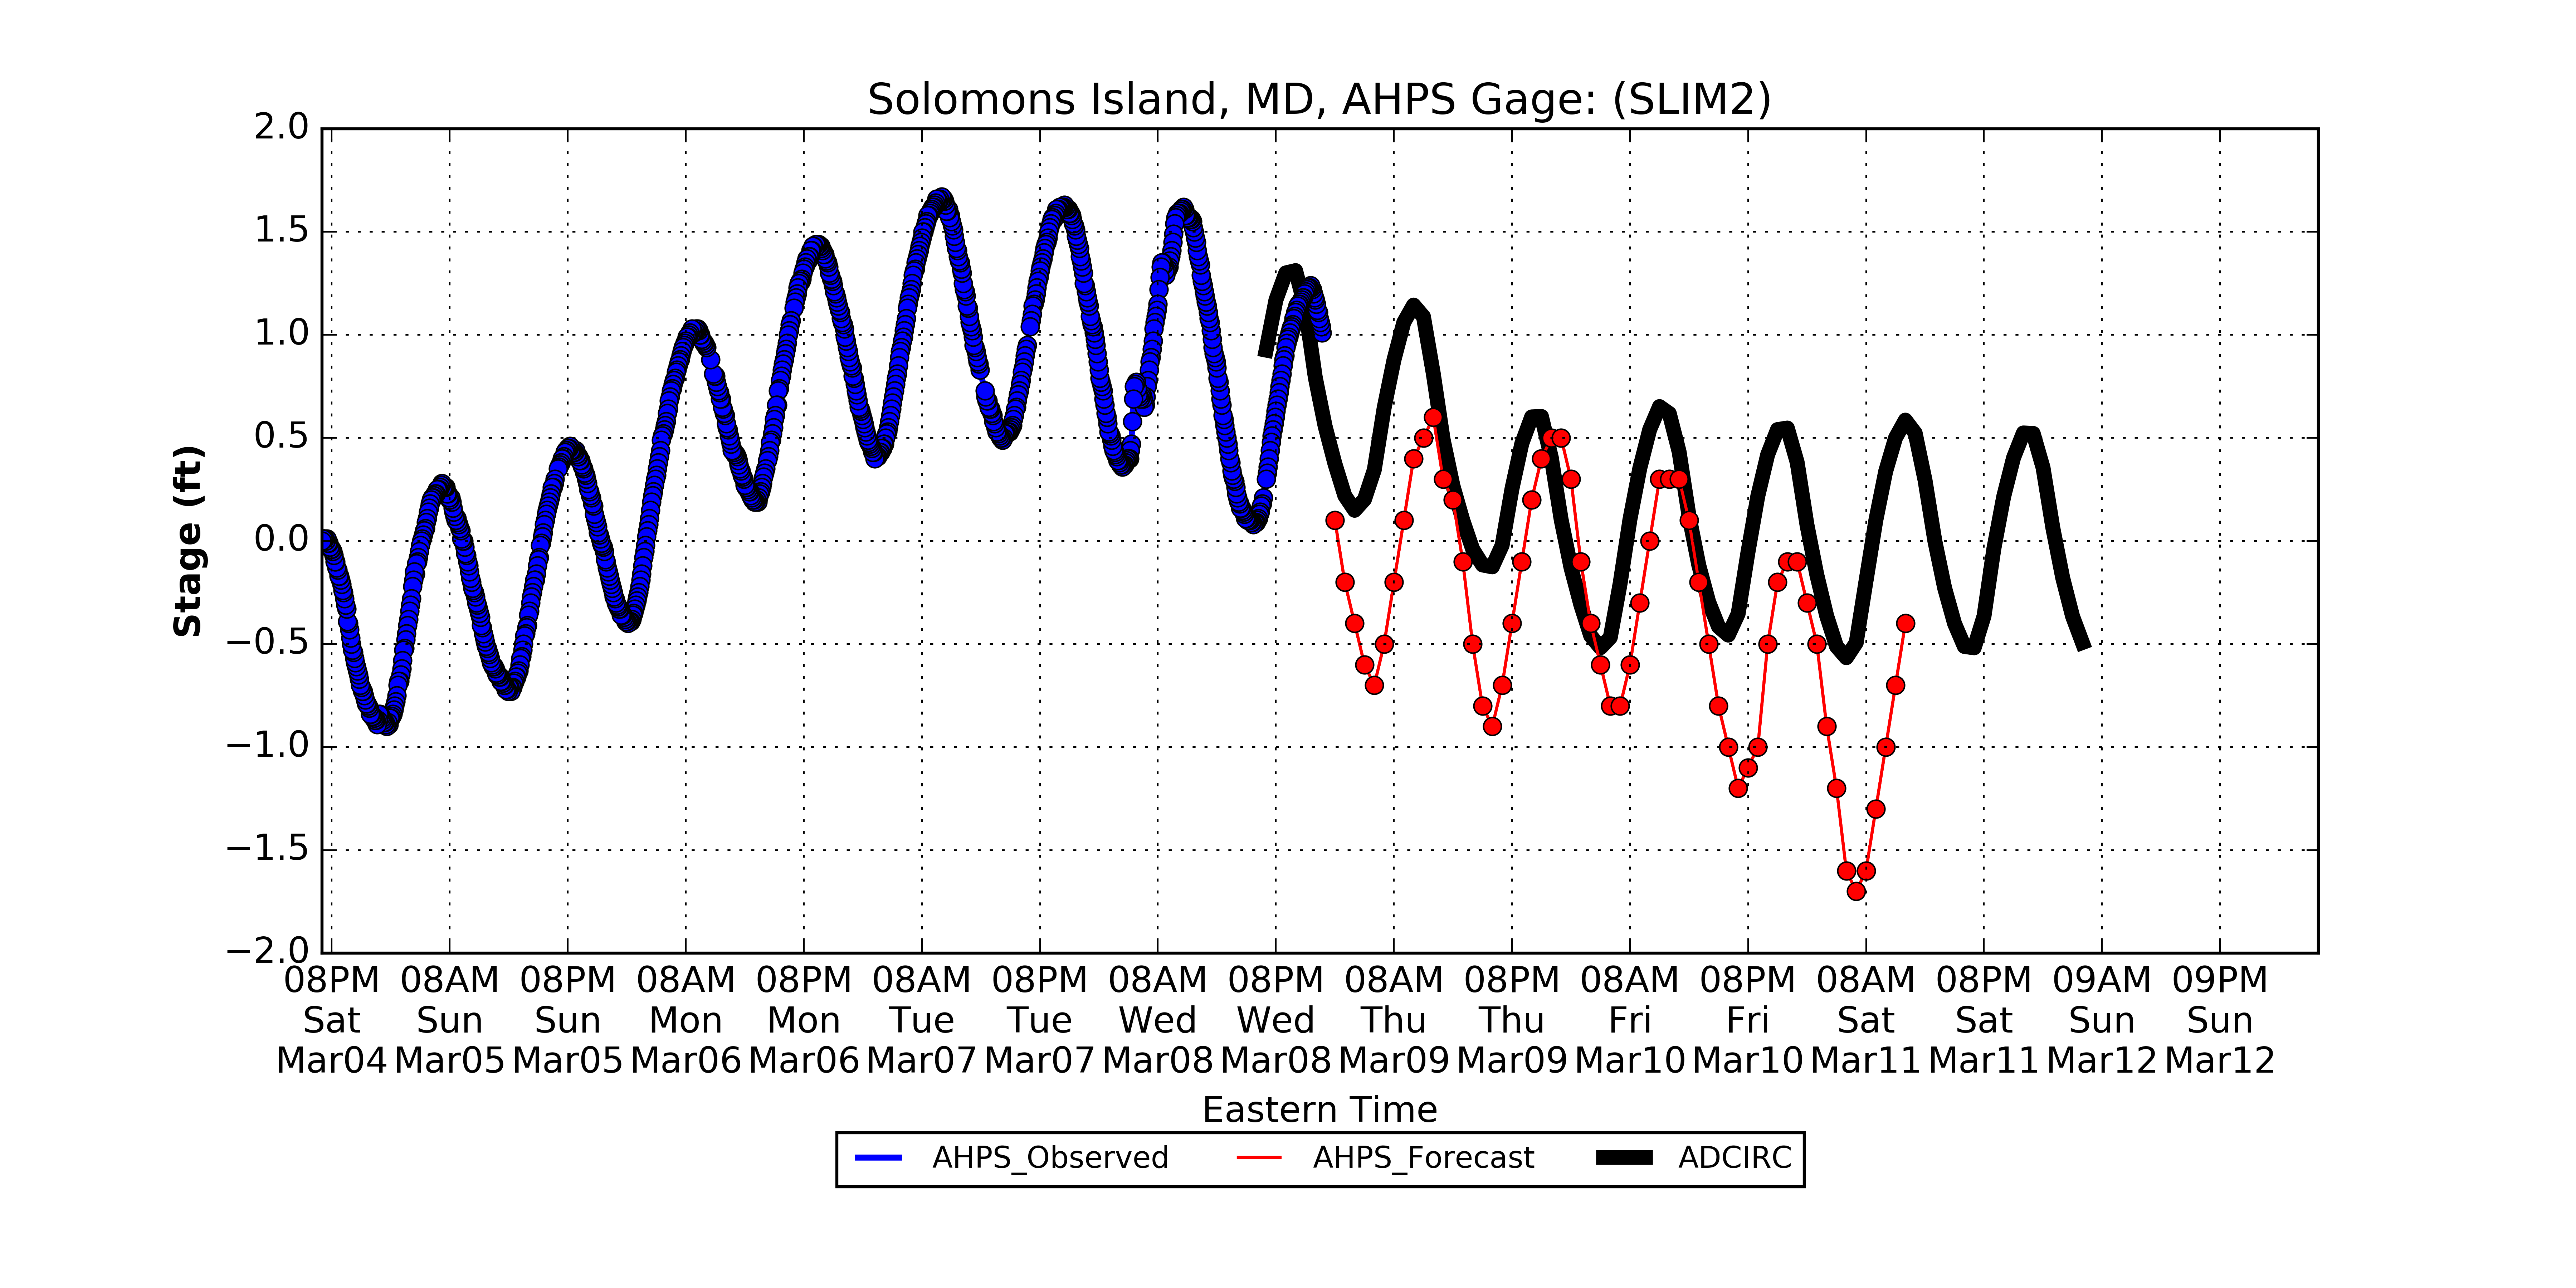 Solomons Island, MD, AHPS Gage: (SLIM2)
2.0
1.5
1.0
0.5
0.0
−0.5
−1.0
−1.5
−2.0
Stage (ft)
08PM 08AM 08PM 08AM 08PM 08AM 08PM 08AM 08PM 08AM 08PM 08AM 08PM 08AM 08PM 09AM 09PM
Sat Sun Sun Mon Mon Tue Tue Wed Wed Thu Thu Fri Fri Sat Sat Sun Sun
Mar04 Mar05 Mar05 Mar06 Mar06 Mar07 Mar07 Mar08 Mar08 Mar09 Mar09 Mar10 Mar10 Mar11 Mar11 Mar12 Mar12
Eastern Time
AHPS_Observed AHPS_Forecast ADCIRC